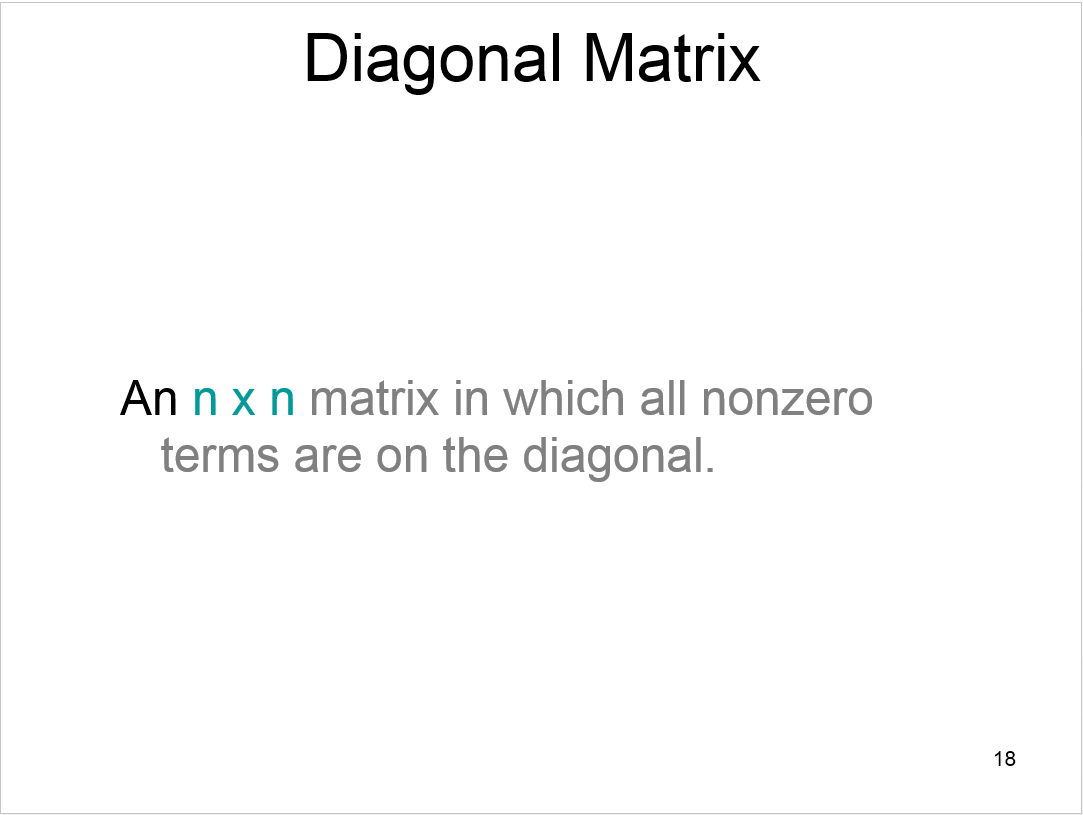 Diagonal Matrix
An n x n matrix in which all nonzero
terms are on the diagonal.
18